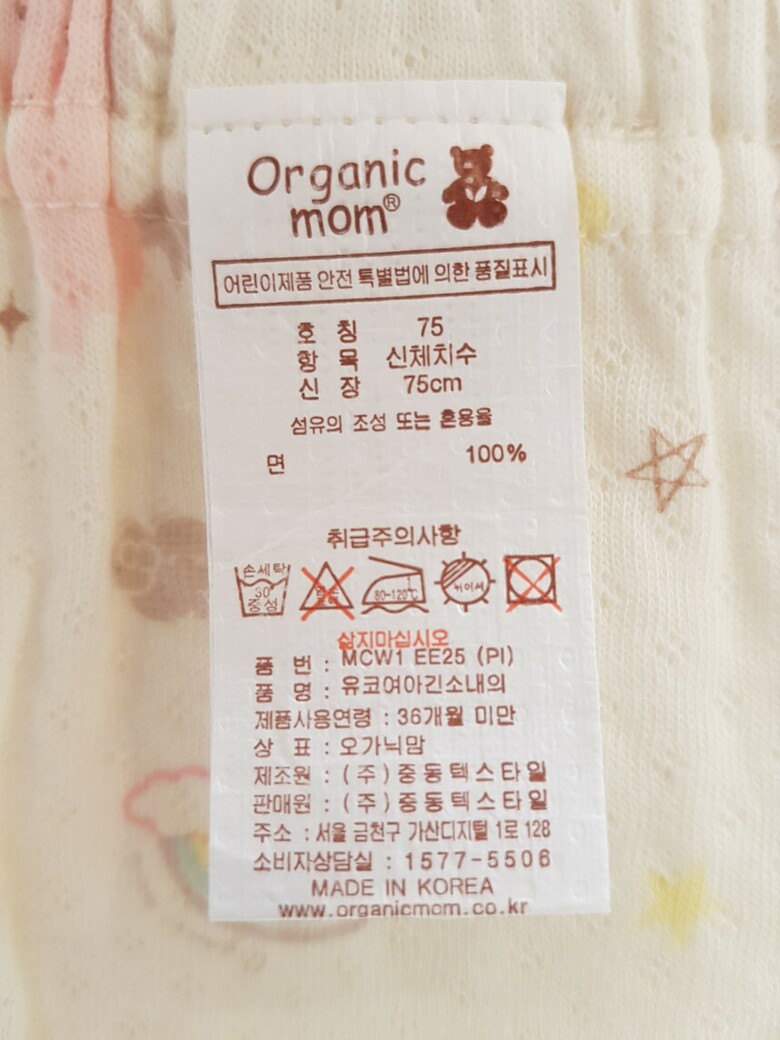 Organic
mom®
어린이제품 안전 특별법에 의한 품질표시
호 칭 75
항 목 신체치수
신 장 75cm
섬유의 조성 또는 혼용율
면 100%
취급주의사항
손세탁
30
중성
80-120℃
뉘어서
삶지마십시오
품 번 : MCW1 EE25 (PI)
품 명 : 유코여아긴소내의
제품사용연령 : 36개월 미만
상 표 : 오가닉맘
제조원 : (주)중동텍스타일
판매원 : (주)중동텍스타일
주소 : 서울 금천구 가산디지털 1로 128
소비자상담실 : 1577-5506
MADE IN KOREA
www.organicmom.co.kr